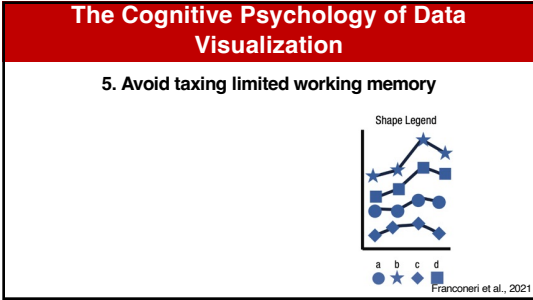 The Cognitive Psychology of Data
Visualization
5. Avoid taxing limited working memory
Shape Legend
a b c d
Franconeri et al., 2021